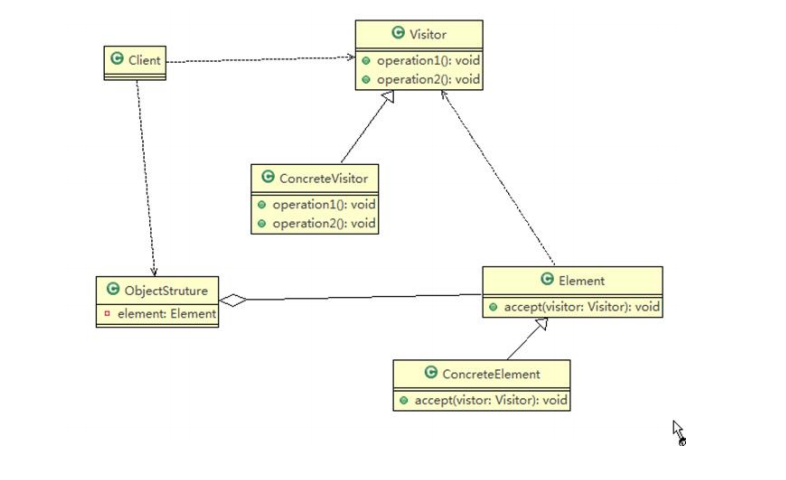 Client
Visitor
operation1(): void
operation2(): void
ConcreteVisitor
operation1(): void
operation2(): void
ObjectStruture
element: Element
Element
accept(visitor: Visitor): void
ConcreteElement
accept(vistor: Visitor): void